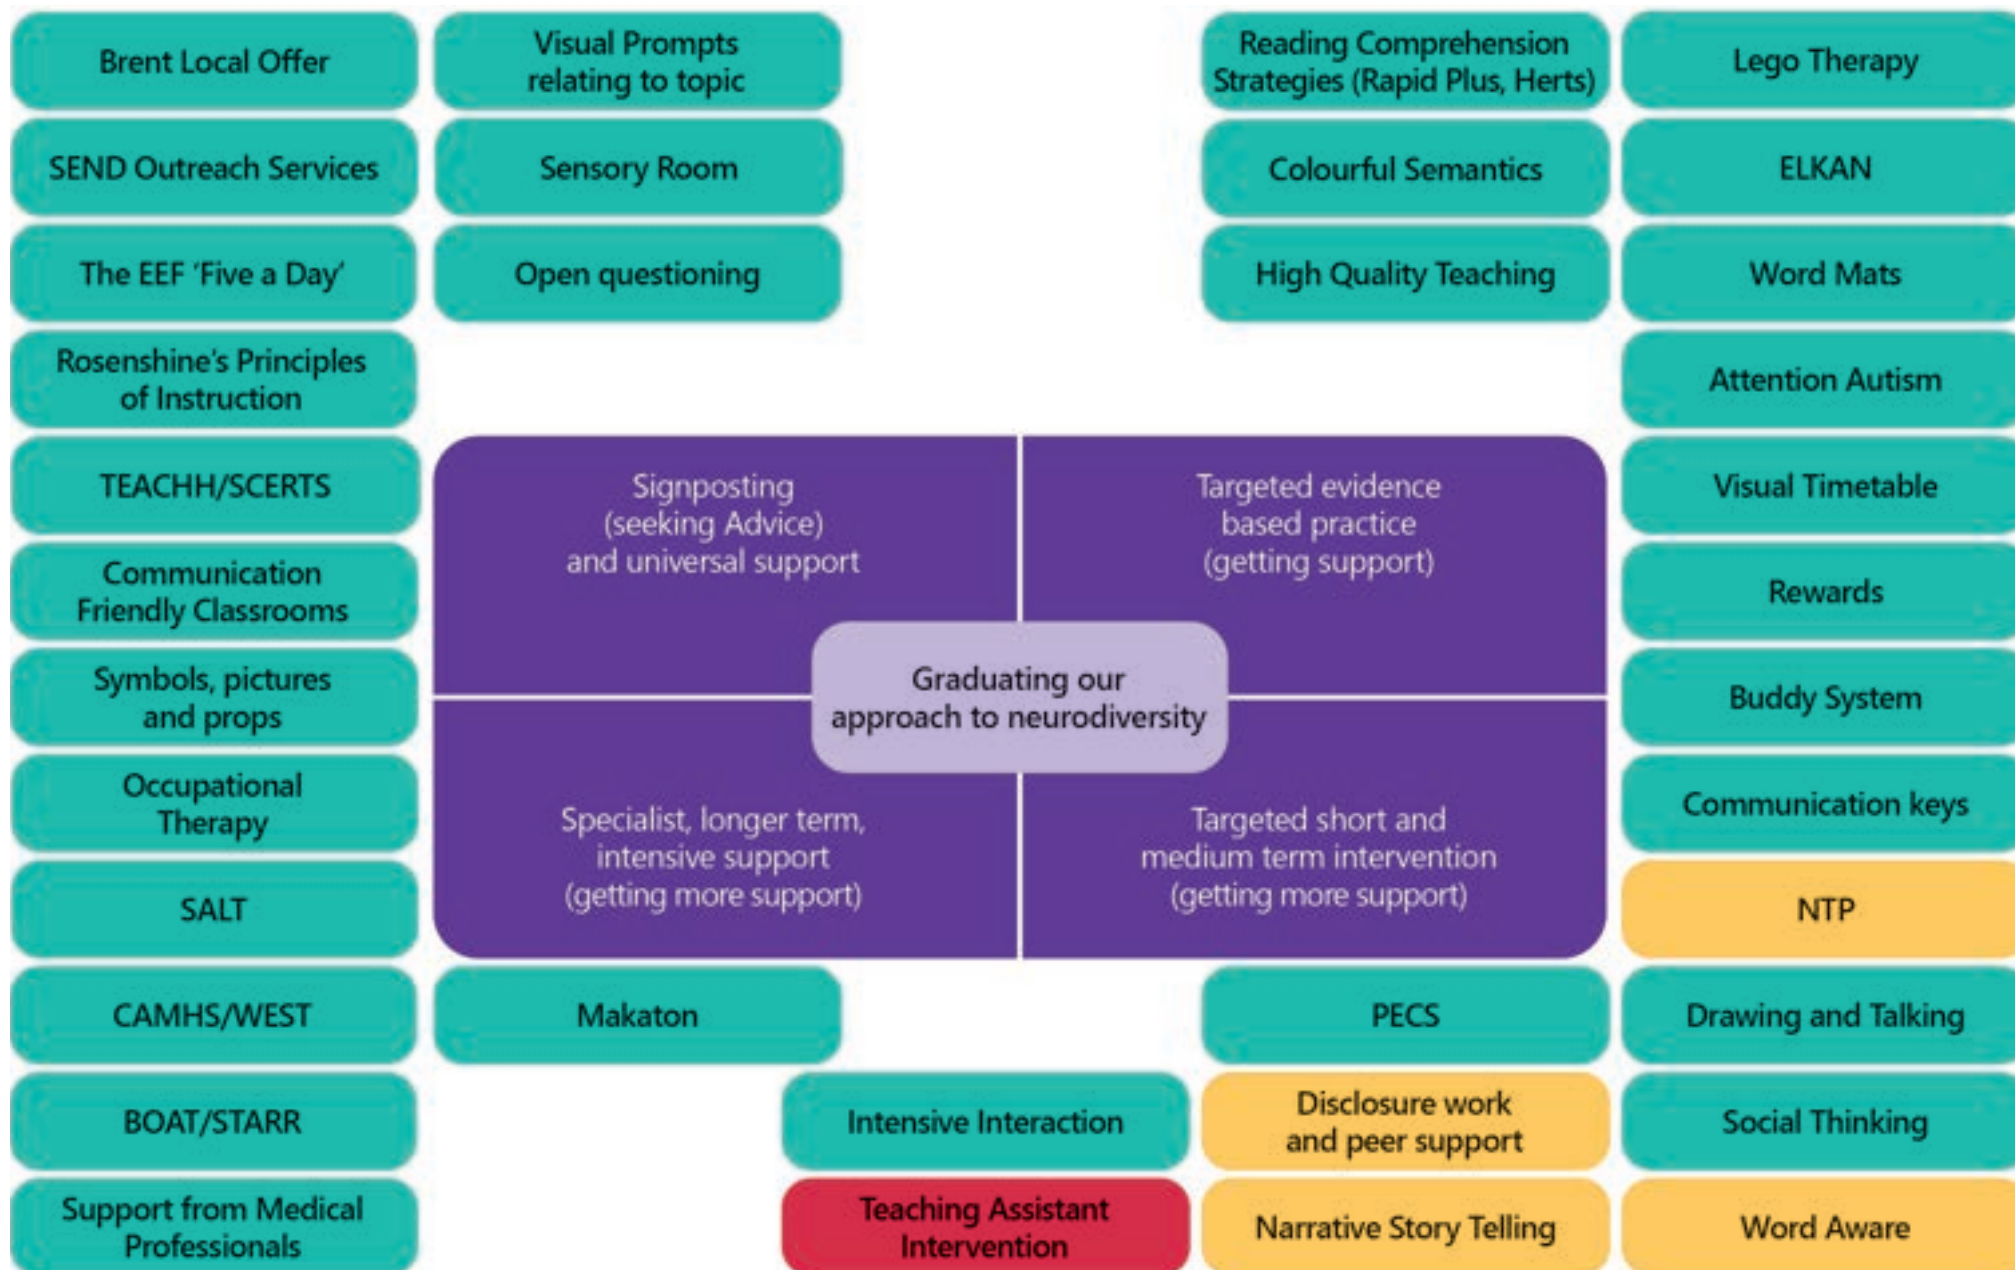 Brent Local Offer
Visual Prompts
relating to topic
Reading Comprehension
Strategies (Rapid Plus, Herts)
Lego Therapy
SEND Outreach Services
Sensory Room
Colourful Semantics
ELKAN
The EEF ‘Five a Day’
Open questioning
High Quality Teaching
Word Mats
Rosenshine’s Principles
of Instruction
Attention Autism
TEACHH/SCERTS
Signposting
(seeking Advice)
and universal support
Targeted evidence
based practice
(getting support)
Visual Timetable
Communication
Friendly Classrooms
Rewards
Symbols, pictures
and props
Graduating our
approach to neurodiversity
Buddy System
Occupational
Therapy
Specialist, longer term,
intensive support
(getting more support)
Targeted short and
medium term intervention
(getting more support)
Communication keys
SALT
NTP
CAMHS/WEST
Makaton
PECS
Drawing and Talking
BOAT/STARR
Intensive Interaction
Disclosure work
and peer support
Social Thinking
Support from Medical
Professionals
Teaching Assistant
Intervention
Narrative Story Telling
Word Aware